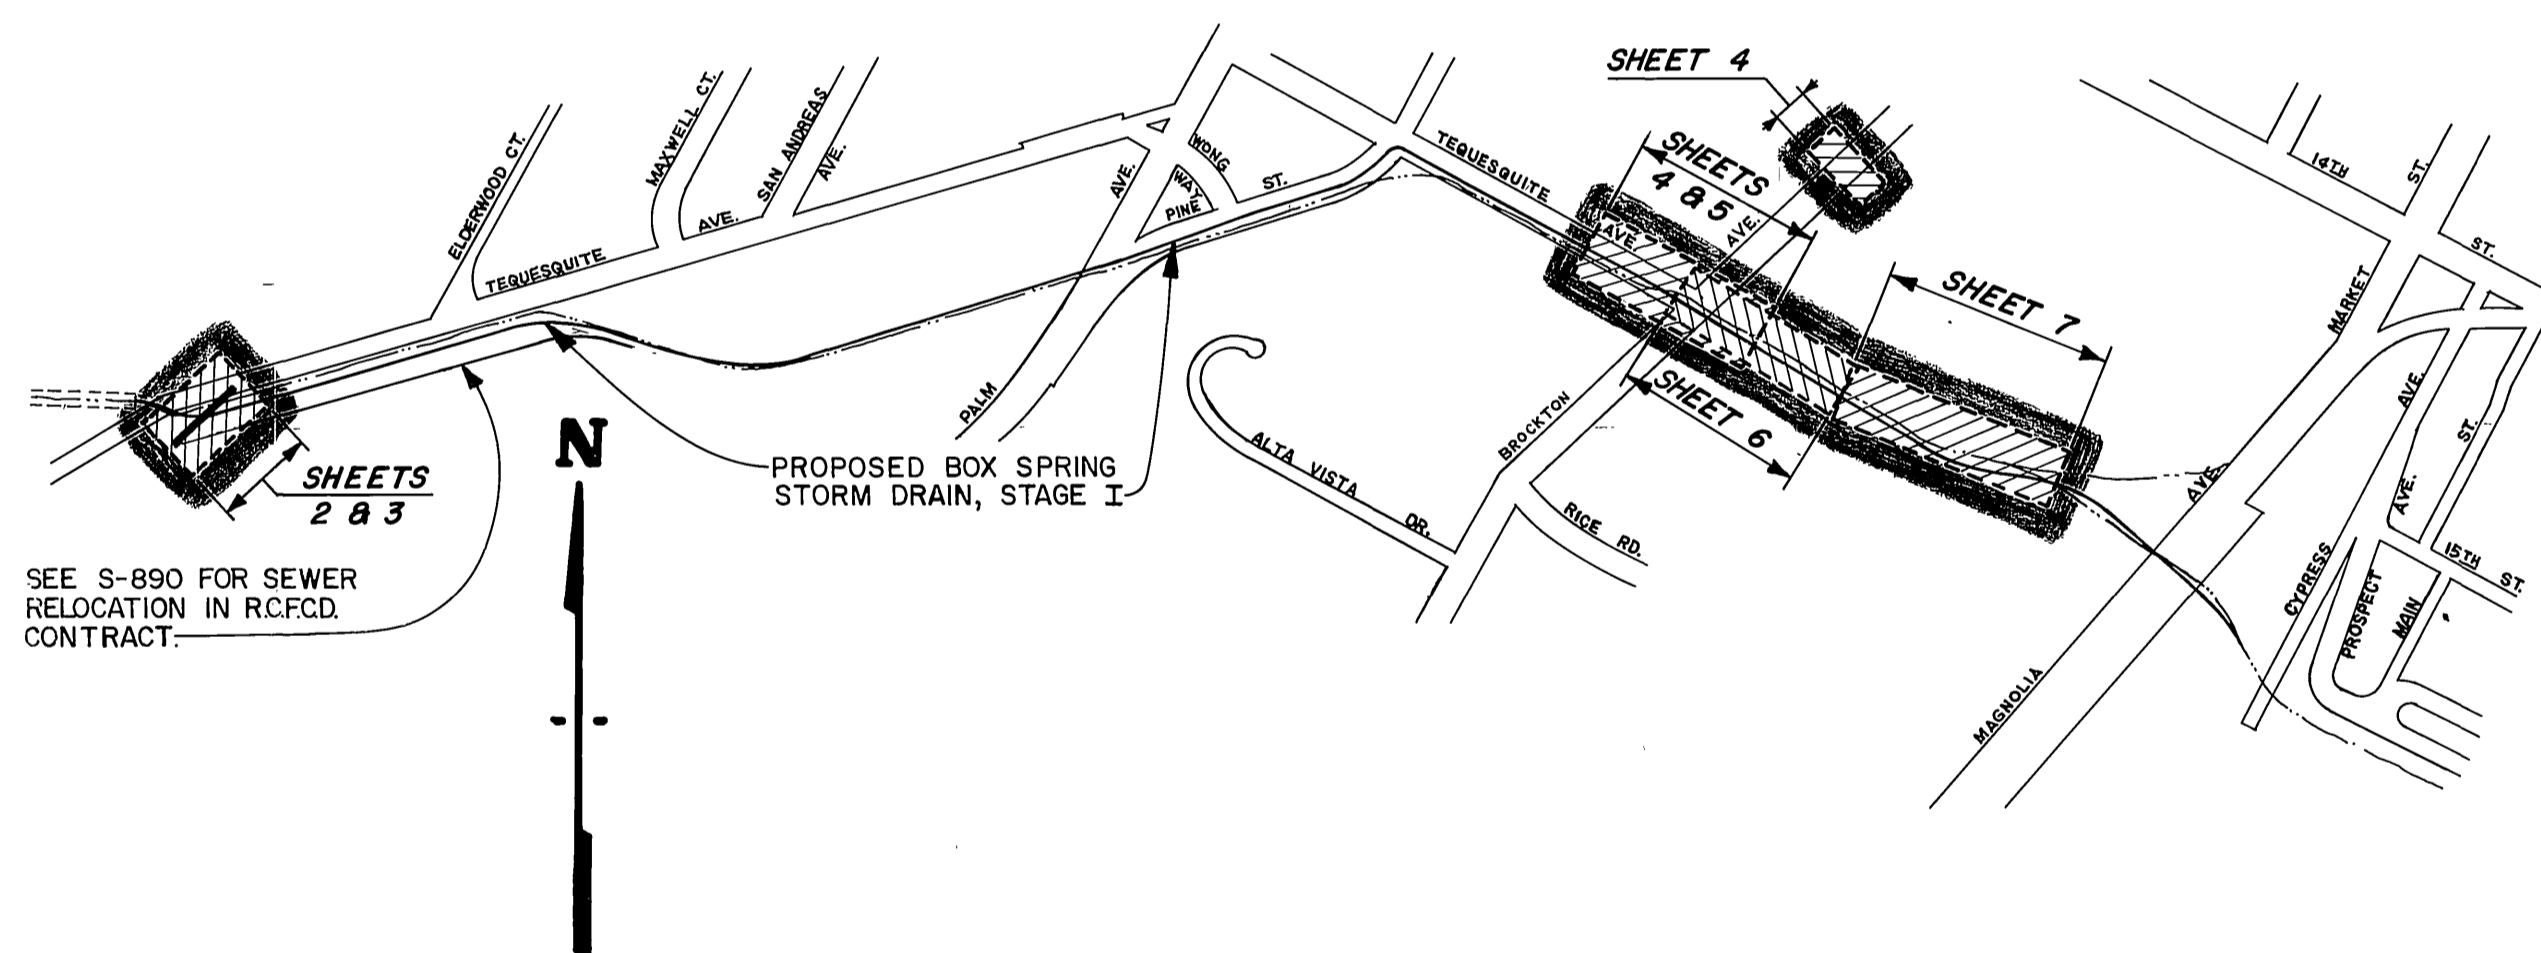 SHEET 4
ELDERWOOD CT.
MAXWELL CT.
SAN ANDREAS
AVE.
TEQUESQUITE
AVE.
PALM
AVE.
WONG
WAY
PINE
ST.
TEQUESQUITE
AVE.
SHEETS
4 & 5
BROCKTON
AVE.
SHEET 7
SHEET 6
14TH
ST.
MARKET
ST.
SHEETS
2 & 3
N
PROPOSED BOX SPRING
STORM DRAIN, STAGE I
ALTA VISTA
DR.
RICE RD.
MAGNOLIA
AVE.
CYPRESS
AVE.
PROSPECT
AVE.
MAIN
ST.
15TH
ST.
SEE S-890 FOR SEWER
RELOCATION IN R.C.F.C.D.
CONTRACT.